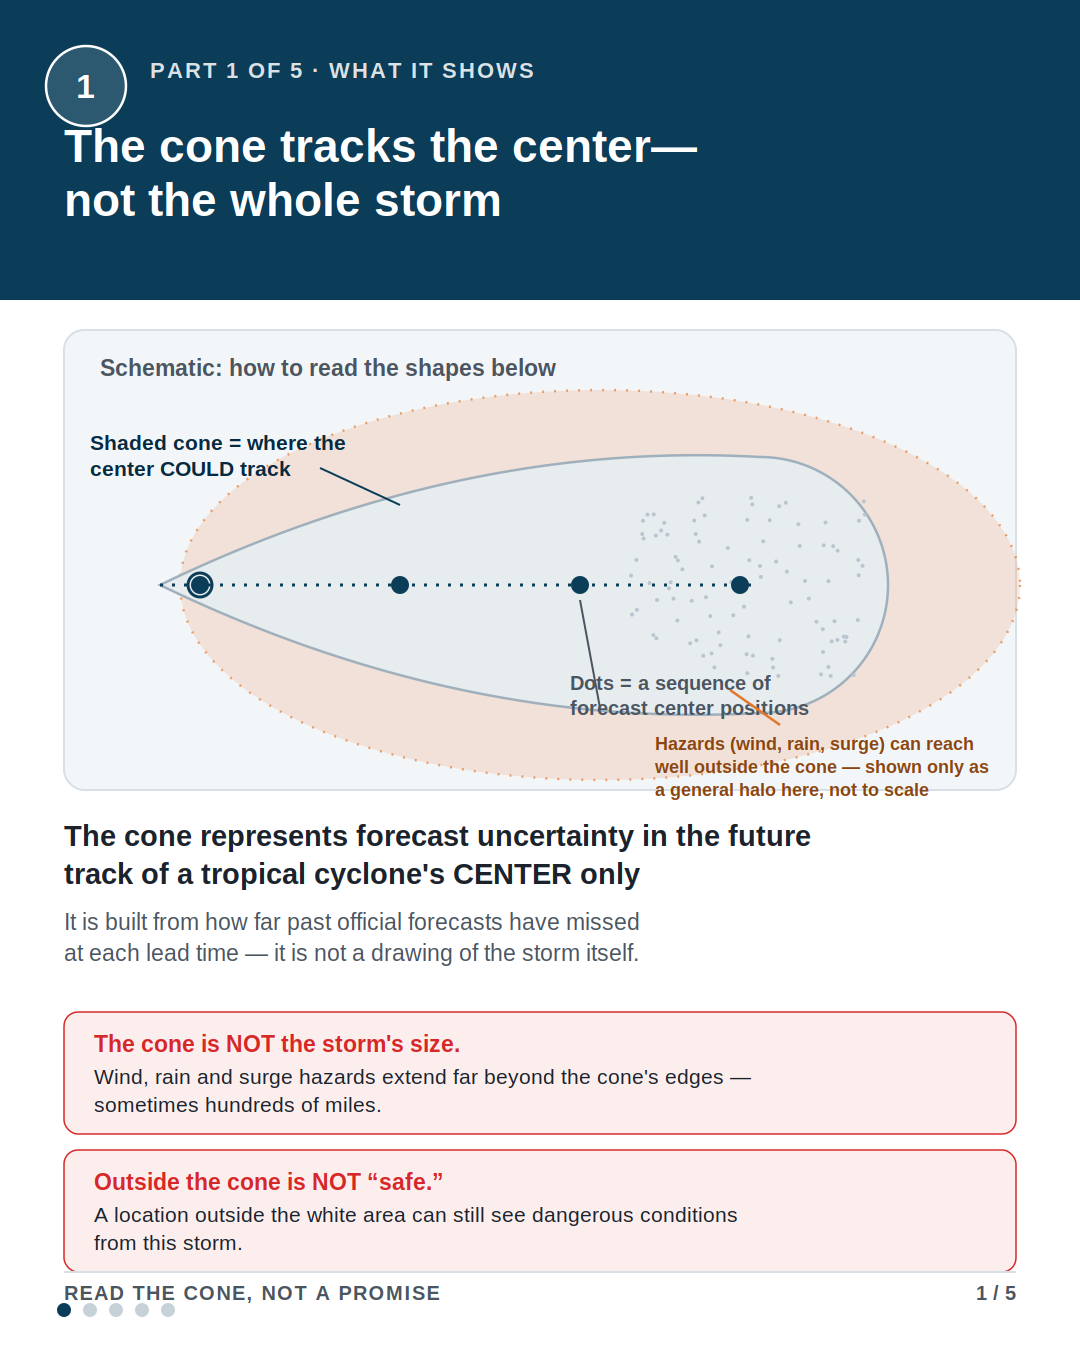 1
PART 1 OF 5 · WHAT IT SHOWS
The cone tracks the center—
not the whole storm
Schematic: how to read the shapes below
Shaded cone = where the
center COULD track
Dots = a sequence of
forecast center positions
Hazards (wind, rain, surge) can reach
well outside the cone — shown only as
a general halo here, not to scale
The cone represents forecast uncertainty in the future
track of a tropical cyclone's CENTER only
It is built from how far past official forecasts have missed
at each lead time — it is not a drawing of the storm itself.
The cone is NOT the storm's size.
Wind, rain and surge hazards extend far beyond the cone's edges —
sometimes hundreds of miles.
Outside the cone is NOT “safe.”
A location outside the white area can still see dangerous conditions
from this storm.
READ THE CONE, NOT A PROMISE
1 / 5